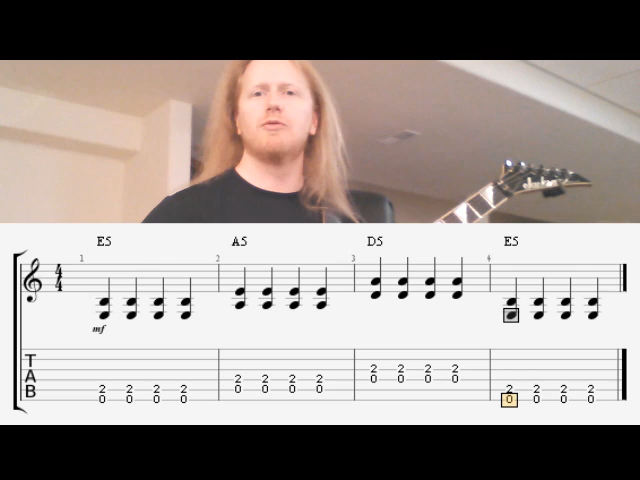 Jackson
E5 A5 D5 E5
1 2 3 4
4
4
mf
T
A
B
2 2 2 2
2 2 2 2 0 0 0 0
2 2 2 2 0 0 0 0 2 2 2 2
0 0 0 0 0 0 0 0